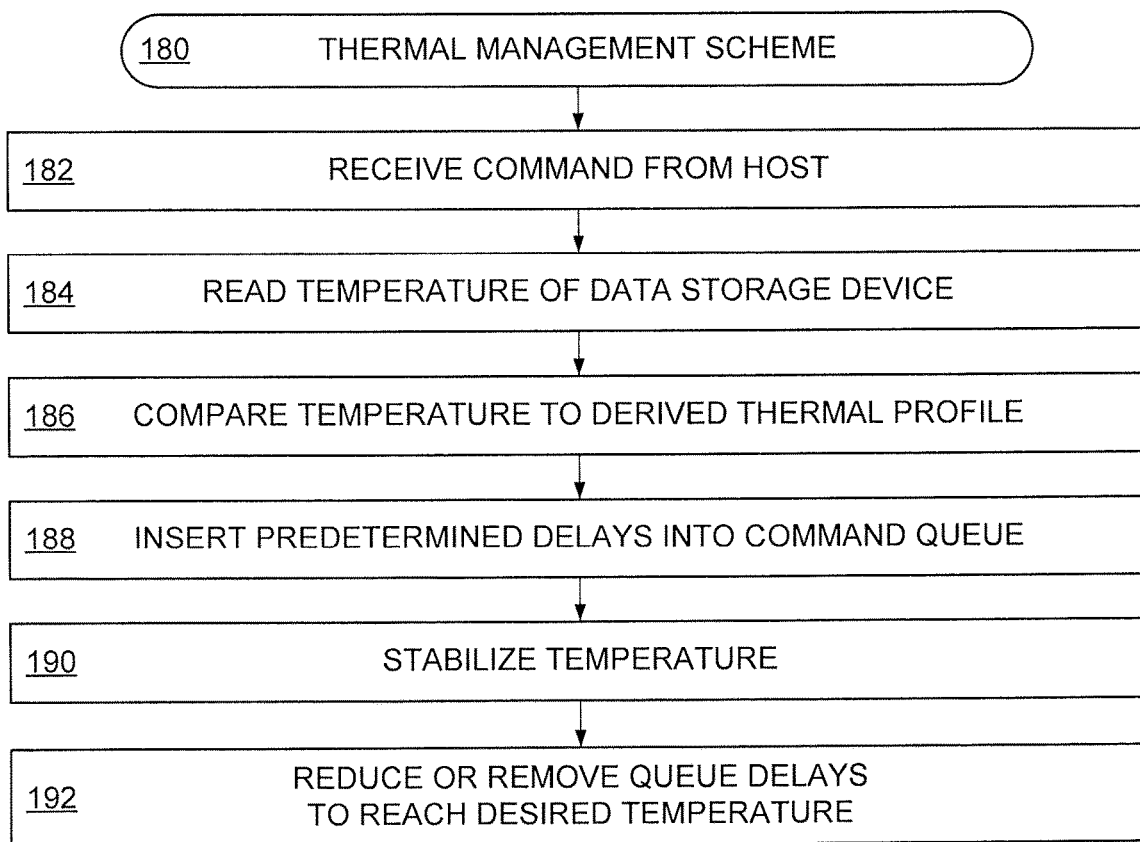 180 THERMAL MANAGEMENT SCHEME
182 RECEIVE COMMAND FROM HOST
184 READ TEMPERATURE OF DATA STORAGE DEVICE
186 COMPARE TEMPERATURE TO DERIVED THERMAL PROFILE
188 INSERT PREDETERMINED DELAYS INTO COMMAND QUEUE
190 STABILIZE TEMPERATURE
192 REDUCE OR REMOVE QUEUE DELAYS
TO REACH DESIRED TEMPERATURE